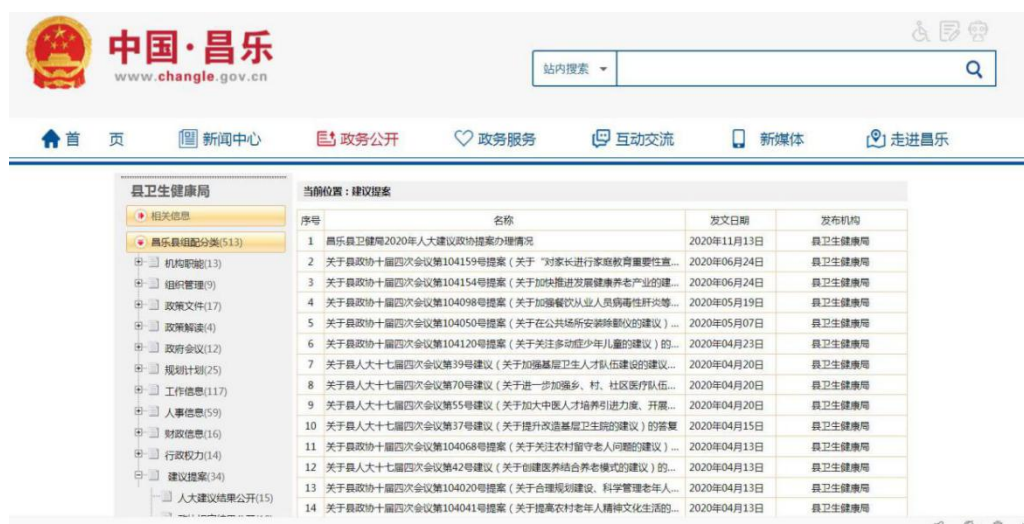 中国·昌乐
www.changle.gov.cn
站内搜索
首 页 新闻中心 政务公开 政务服务 互动交流 新媒体 走进昌乐
县卫生健康局
相关信息
昌乐县组配分类(513)
机构职能(13)
组织管理(9)
政策文件(17)
政策解读(4)
政府会议(12)
规划计划(25)
工作信息(117)
人事信息(59)
财政信息(16)
行政权力(14)
建议提案(34)
人大建议结果公开(15)
当前位置：建议提案
序号 名称 发文日期 发布机构
1 昌乐县卫健局2020年人大建议政协提案办理情况 2020年11月13日 县卫生健康局
2 关于县政协十届四次会议第104159号提案（关于“对家长进行家庭教育重要性宣... 2020年06月24日 县卫生健康局
3 关于县政协十届四次会议第104154号提案（关于加快推进发展健康养老产业的建... 2020年06月24日 县卫生健康局
4 关于县政协十届四次会议第104098号提案（关于加强餐饮从业人员病毒性肝炎等... 2020年05月19日 县卫生健康局
5 关于县政协十届四次会议第104050号提案（关于在公共场所安装除颤仪的建议）... 2020年05月07日 县卫生健康局
6 关于县政协十届四次会议第104120号提案（关于关注多动症少年儿童的建议）的... 2020年04月23日 县卫生健康局
7 关于县人大十七届四次会议第39号建议（关于加强基层卫生人才队伍建设的建议... 2020年04月20日 县卫生健康局
8 关于县人大十七届四次会议第70号建议（关于进一步加强乡、村、社区医疗队伍... 2020年04月20日 县卫生健康局
9 关于县人大十七届四次会议第55号建议（关于加大中医人才培养引进力度、开展... 2020年04月20日 县卫生健康局
10 关于县人大十七届四次会议第37号建议（关于提升改造基层卫生院的建议）的答复 2020年04月15日 县卫生健康局
11 关于县政协十届四次会议第104068号提案（关于关注农村留守老人问题的建议）... 2020年04月13日 县卫生健康局
12 关于县人大十七届四次会议第42号建议（关于创建医养结合养老模式的建议）的... 2020年04月13日 县卫生健康局
13 关于县政协十届四次会议第104020号提案（关于合理规划建设、科学管理老年人... 2020年04月13日 县卫生健康局
14 关于县政协十届四次会议第104041号提案（关于提高农村老年人精神文化生活的... 2020年04月13日 县卫生健康局